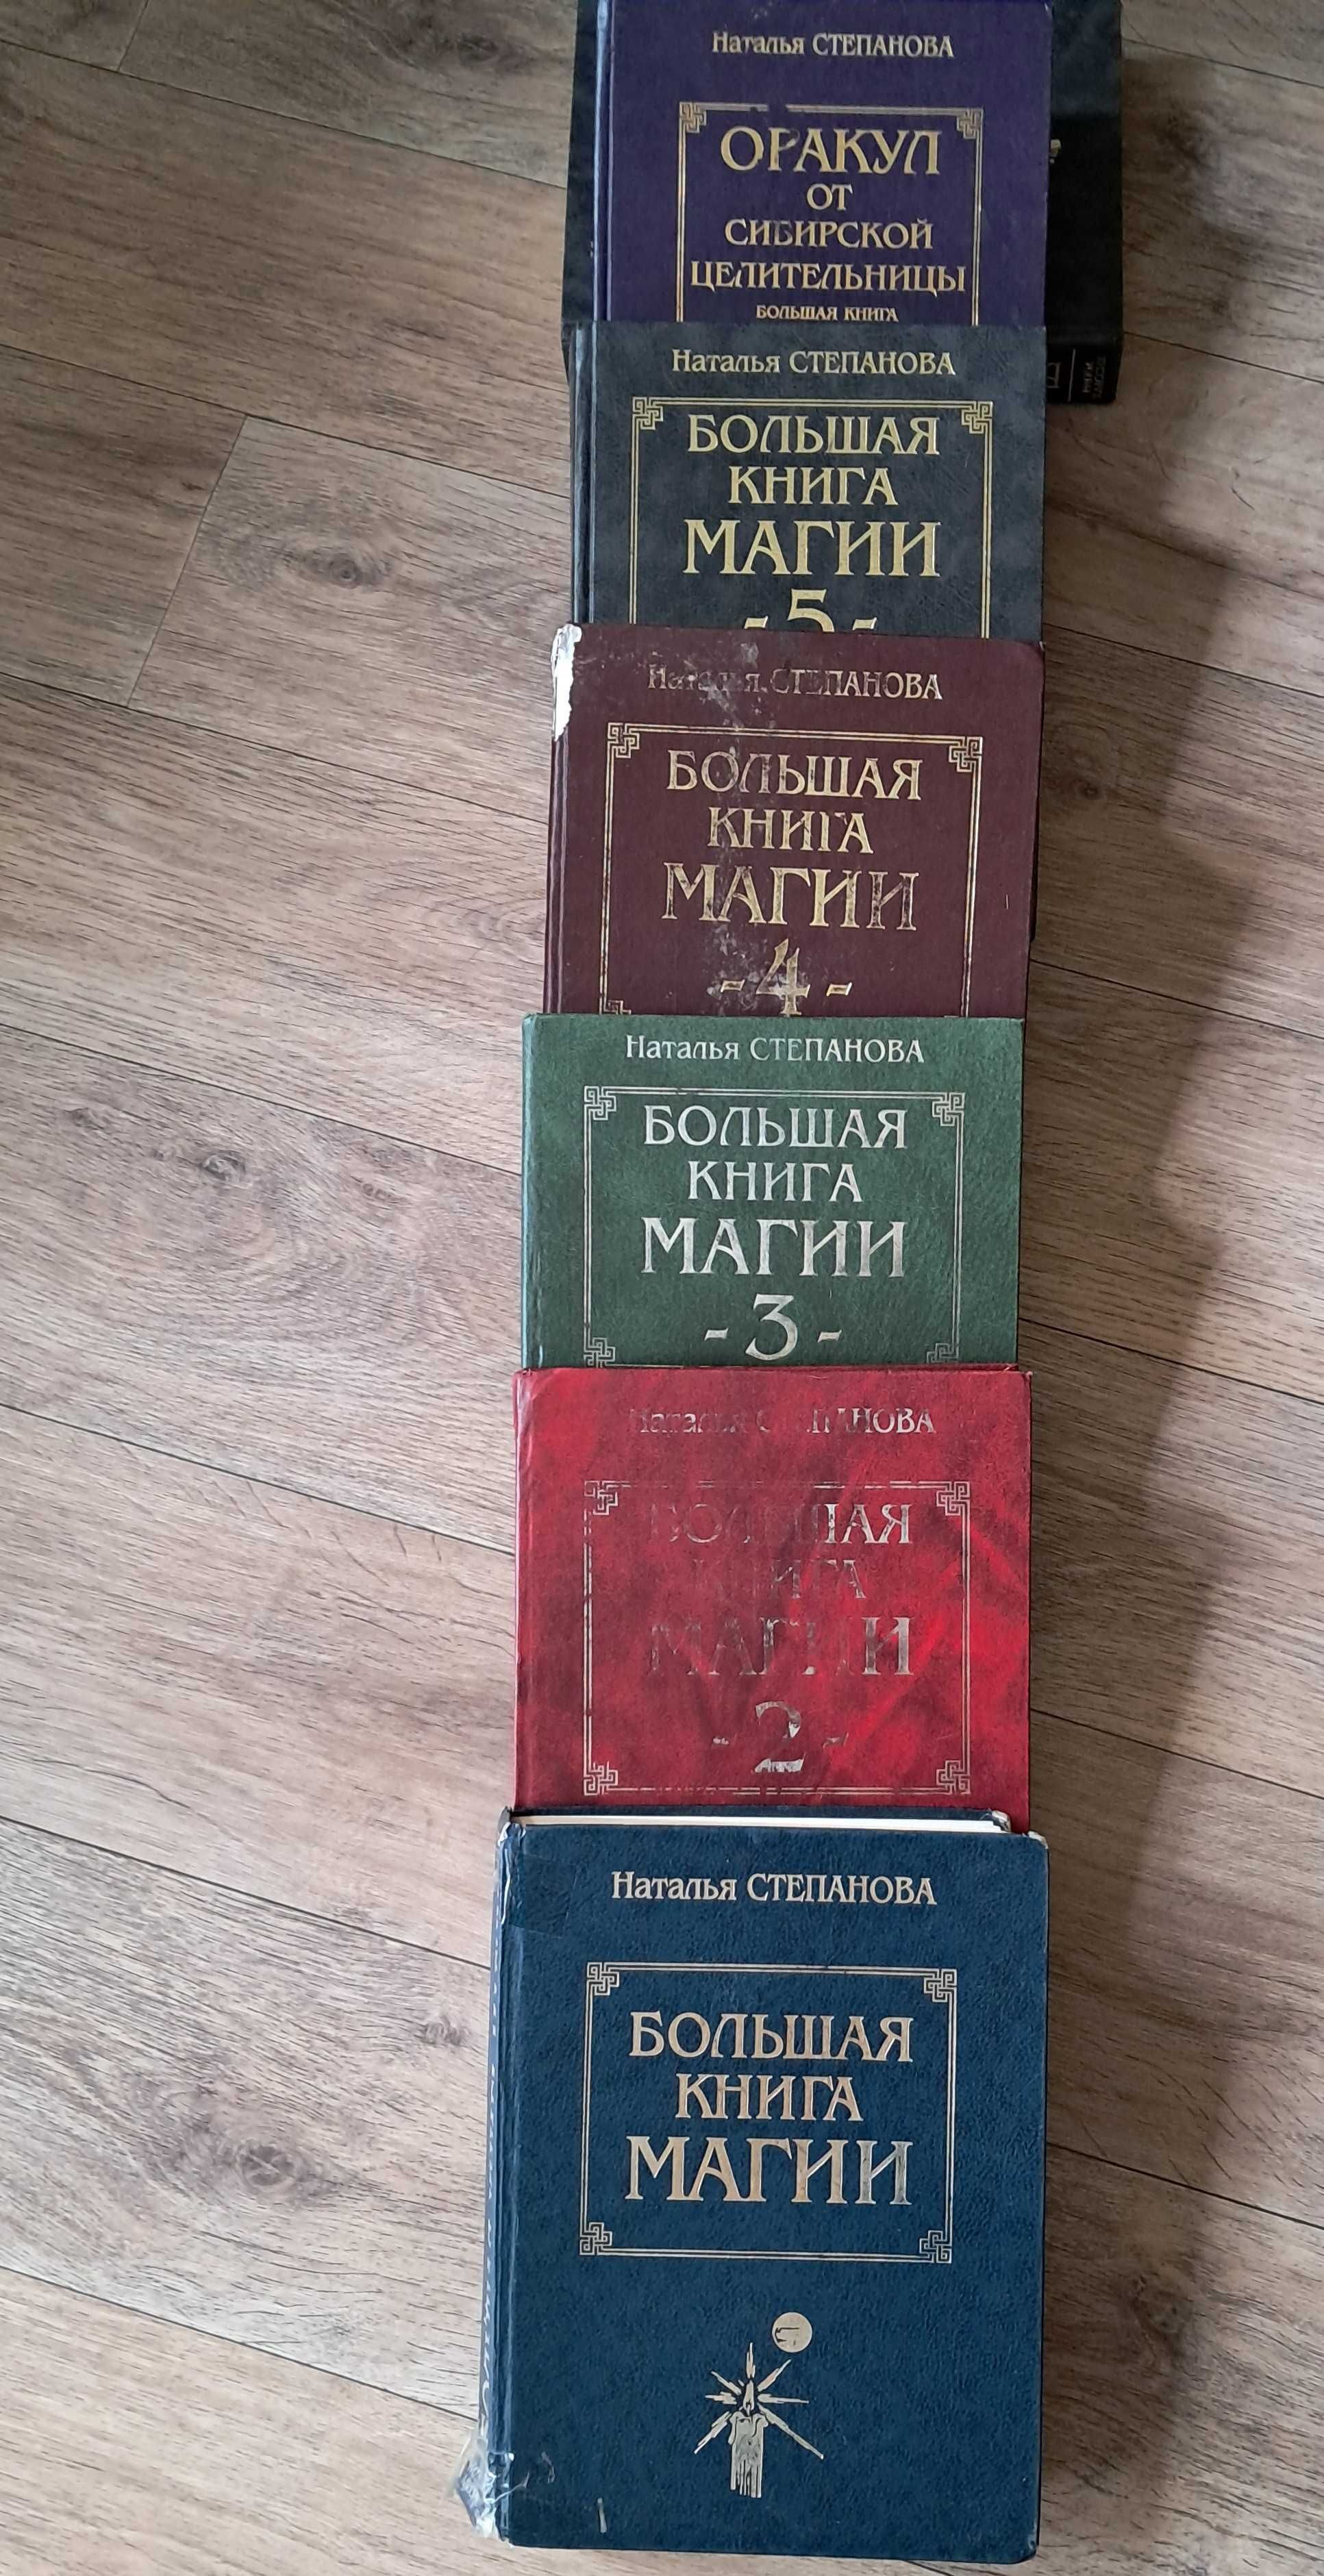 Наталья СТЕПАНОВА
ОРАКУЛ
ОТ
СИБИРСКОЙ
ЦЕЛИТЕЛЬНИЦЫ
БОЛЬШАЯ КНИГА
Наталья СТЕПАНОВА
БОЛЬШАЯ
КНИГА
МАГИИ
-5-
Наталья СТЕПАНОВА
БОЛЬШАЯ
КНИГА
МАГИИ
-4-
Наталья СТЕПАНОВА
БОЛЬШАЯ
КНИГА
МАГИИ
-3-
Наталья СТЕПАНОВА
БОЛЬШАЯ
КНИГА
МАГИИ
-2-
Наталья СТЕПАНОВА
БОЛЬШАЯ
КНИГА
МАГИИ